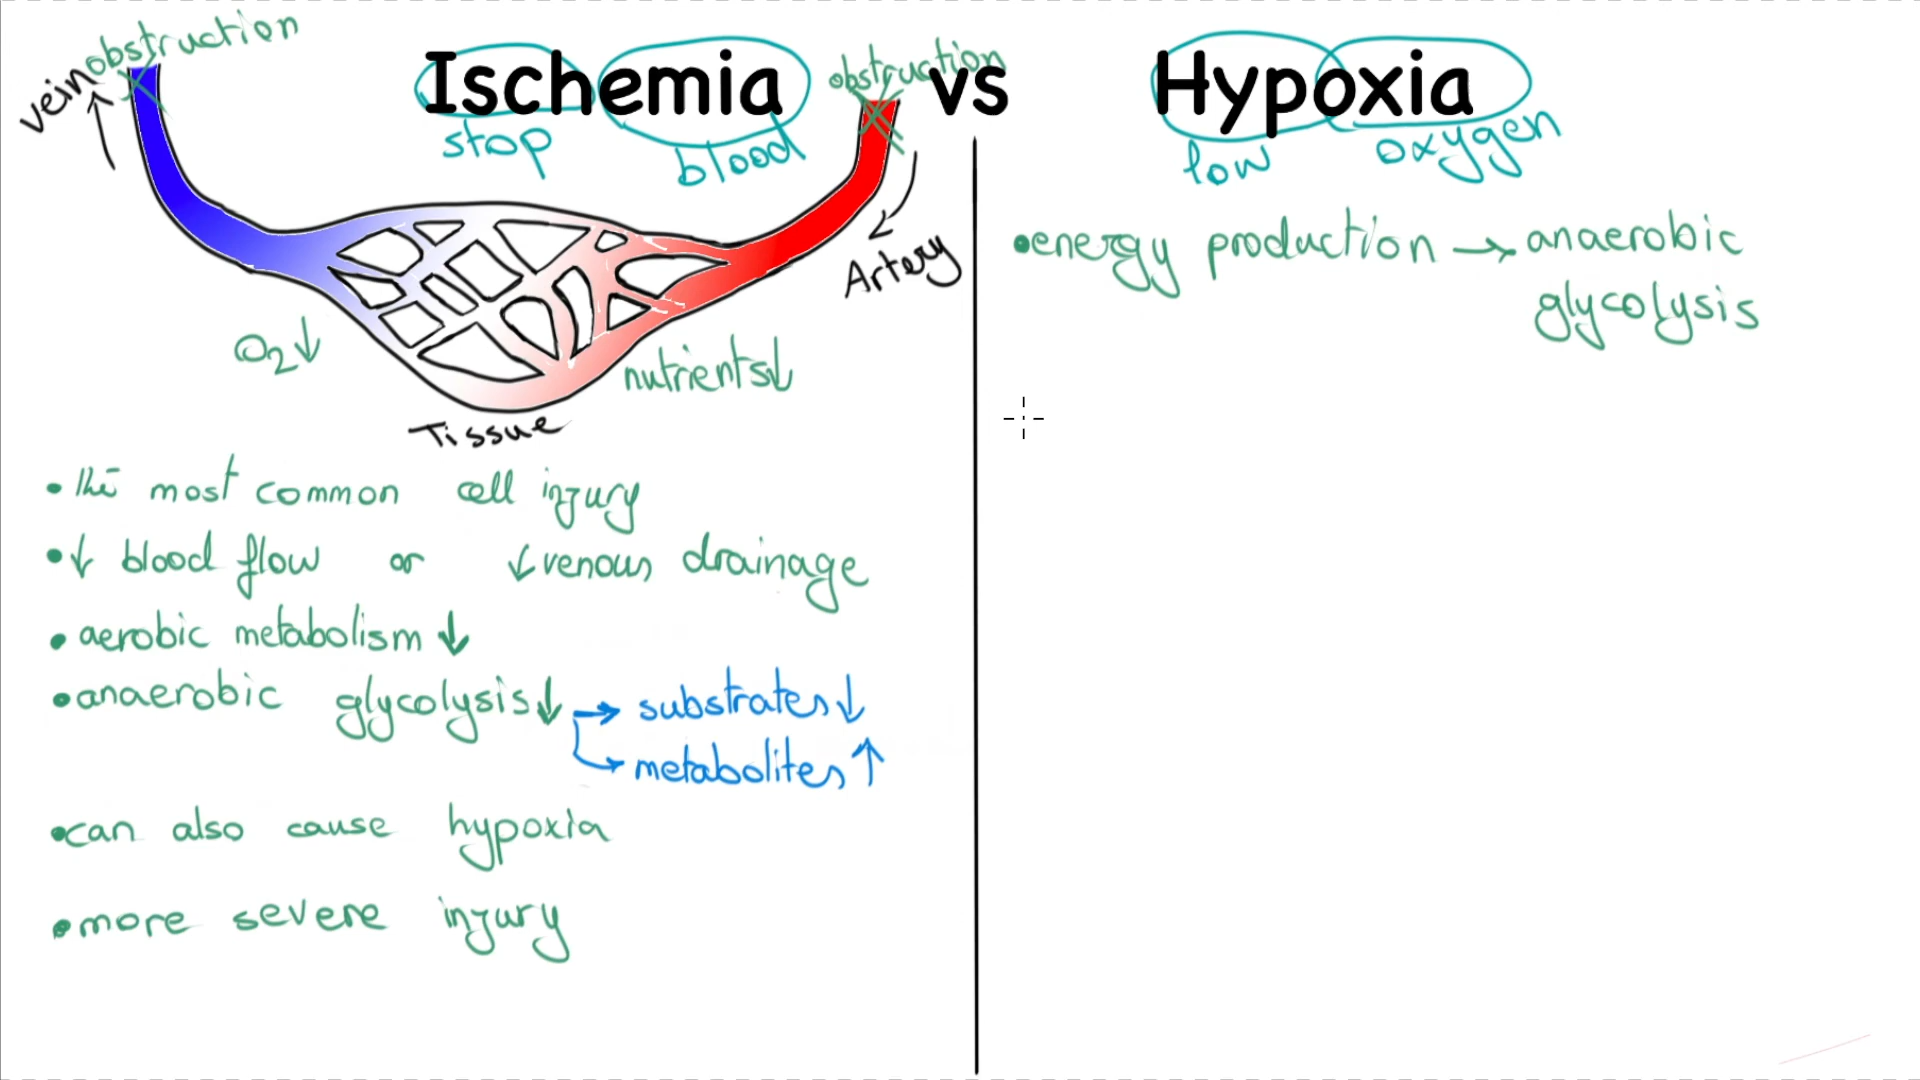 Ischemia vs Hypoxia
stop
blood
low
oxygen
obstruction
vein
obstruction
Artery
O2↓
nutrients↓
Tissue
• the most common cell injury
• ↓ blood flow or ↓ venous drainage
• aerobic metabolism ↓
• anaerobic glycolysis ↓ → substrates ↓
→ metabolites ↑
• can also cause hypoxia
• more severe injury
• energy production → anaerobic
glycolysis